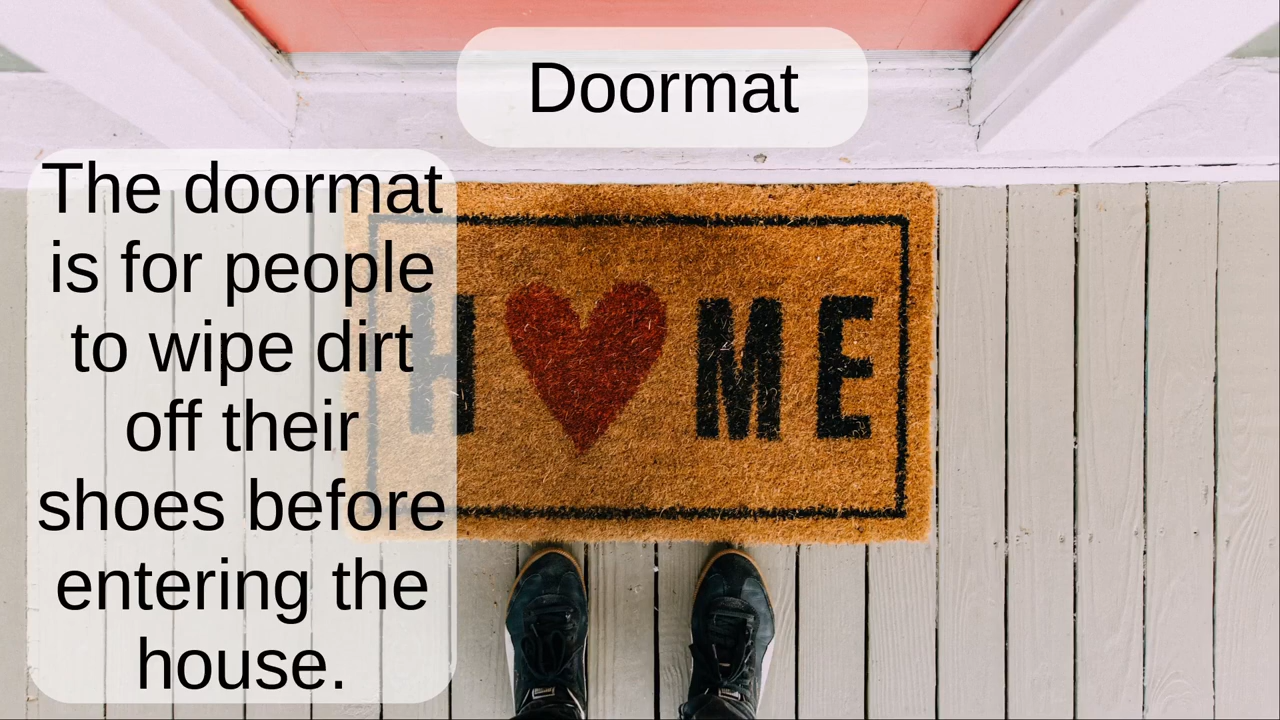 Doormat
The doormat
is for people
to wipe dirt
off their
shoes before
entering the
house.
H ME